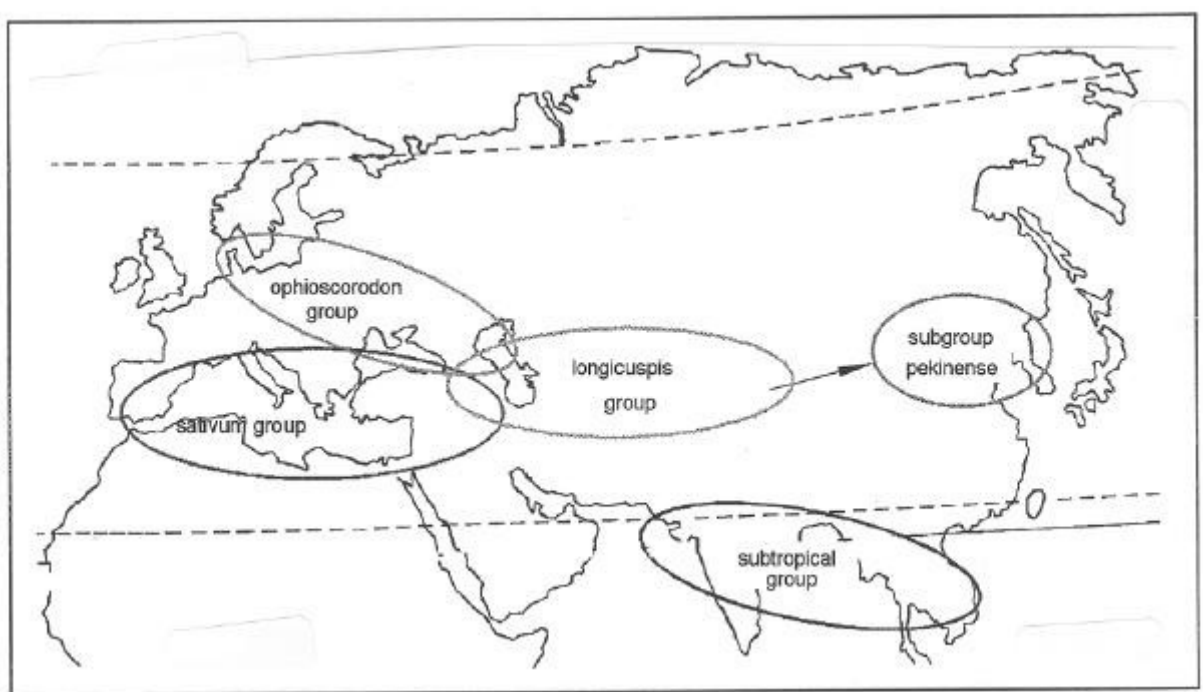 ophioscorodon
group
longicuspis
group
subgroup
pekinense
sativum group
subtropical
group